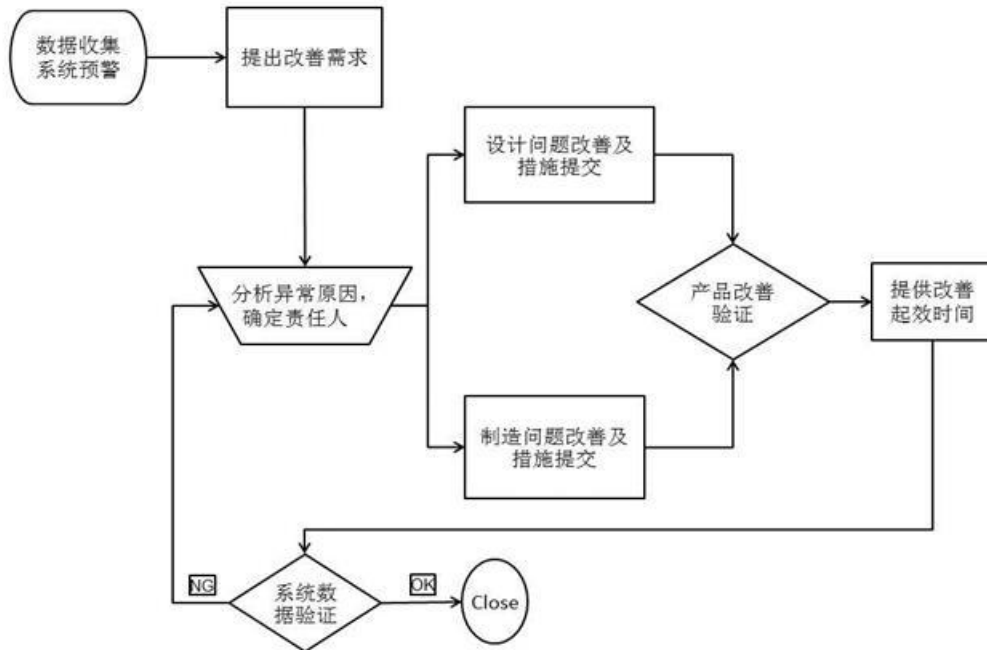 数据收集
系统预警
提出改善需求
设计问题改善及
措施提交
分析异常原因，
确定责任人
产品改善
验证
提供改善
起效时间
制造问题改善及
措施提交
NG
系统数
据验证
OK
Close